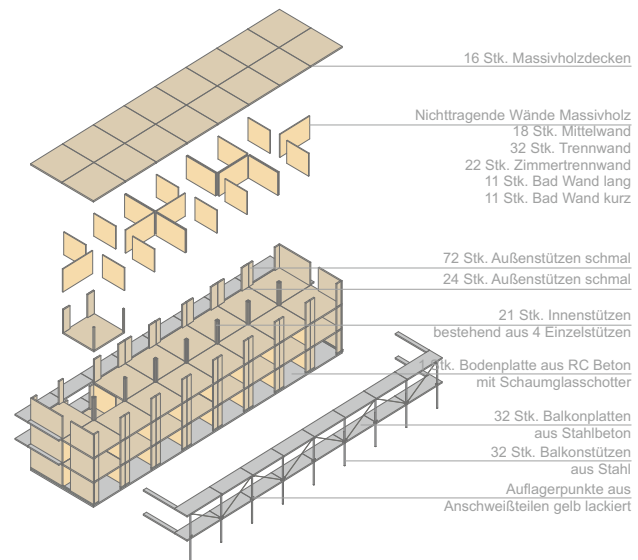 16 Stk. Massivholzdecken
Nichttragende Wände Massivholz
18 Stk. Mittelwand
32 Stk. Trennwand
22 Stk. Zimmertrennwand
11 Stk. Bad Wand lang
11 Stk. Bad Wand kurz
72 Stk. Außenstützen schmal
24 Stk. Außenstützen schmal
21 Stk. Innenstützen
bestehend aus 4 Einzelstützen
1 Stk. Bodenplatte aus RC Beton
mit Schaumglasschotter
32 Stk. Balkonplatten
aus Stahlbeton
32 Stk. Balkonstützen
aus Stahl
Auflagerpunkte aus
Anschweißteilen gelb lackiert